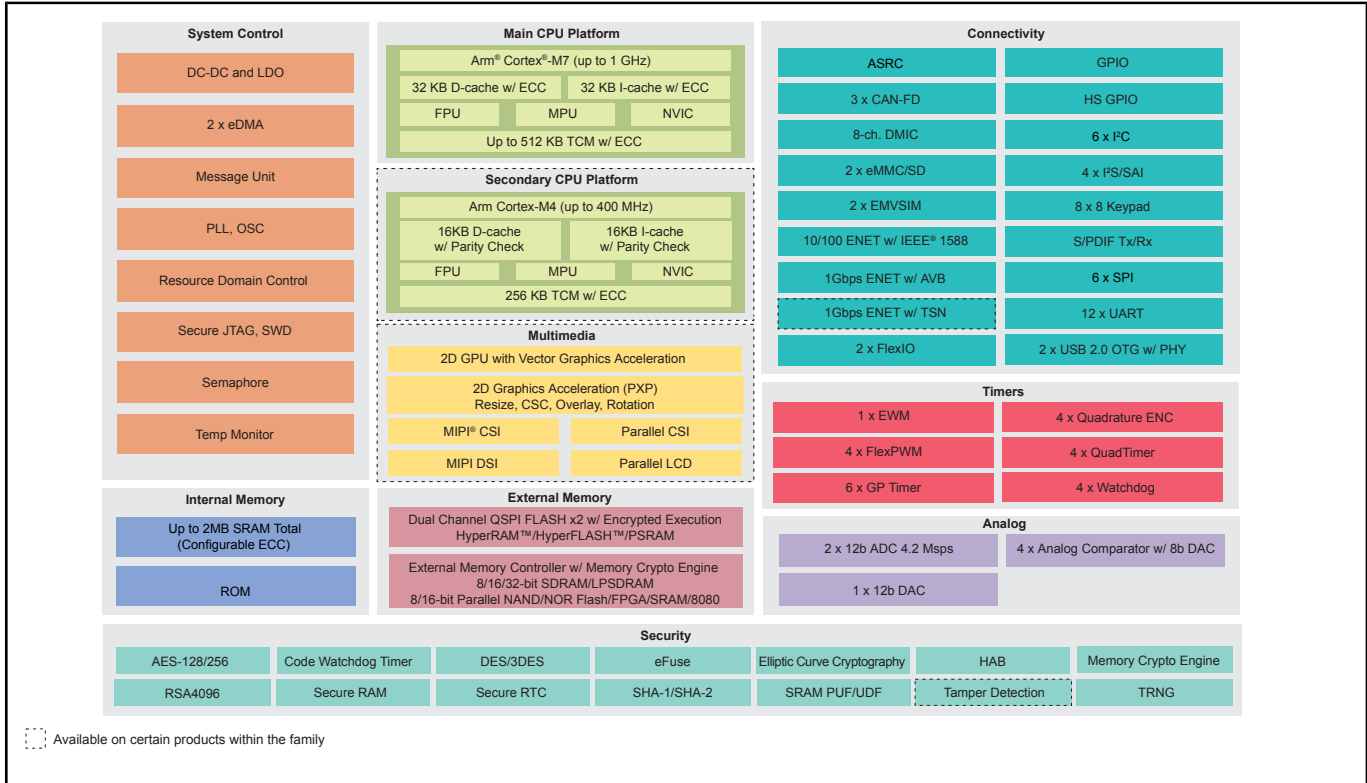 System Control
DC-DC and LDO
2 x eDMA
Message Unit
PLL, OSC
Resource Domain Control
Secure JTAG, SWD
Semaphore
Temp Monitor
Internal Memory
Up to 2MB SRAM Total
(Configurable ECC)
ROM
Main CPU Platform
Arm® Cortex®-M7 (up to 1 GHz)
32 KB D-cache w/ ECC
32 KB I-cache w/ ECC
FPU
MPU
NVIC
Up to 512 KB TCM w/ ECC
Secondary CPU Platform
Arm Cortex-M4 (up to 400 MHz)
16KB D-cache
w/ Parity Check
16KB I-cache
w/ Parity Check
FPU
MPU
NVIC
256 KB TCM w/ ECC
Multimedia
2D GPU with Vector Graphics Acceleration
2D Graphics Acceleration (PXP)
Resize, CSC, Overlay, Rotation
MIPI® CSI
Parallel CSI
MIPI DSI
Parallel LCD
External Memory
Dual Channel QSPI FLASH x2 w/ Encrypted Execution
HyperRAM™/HyperFLASH™/PSRAM
External Memory Controller w/ Memory Crypto Engine
8/16/32-bit SDRAM/LPSDRAM
8/16-bit Parallel NAND/NOR Flash/FPGA/SRAM/8080
Connectivity
ASRC
GPIO
3 x CAN-FD
HS GPIO
8-ch. DMIC
6 x I²C
2 x eMMC/SD
4 x I²S/SAI
2 x EMVSIM
8 x 8 Keypad
10/100 ENET w/ IEEE® 1588
S/PDIF Tx/Rx
1Gbps ENET w/ AVB
6 x SPI
1Gbps ENET w/ TSN
12 x UART
2 x FlexIO
2 x USB 2.0 OTG w/ PHY
Timers
1 x EWM
4 x Quadrature ENC
4 x FlexPWM
4 x QuadTimer
6 x GP Timer
4 x Watchdog
Analog
2 x 12b ADC 4.2 Msps
4 x Analog Comparator w/ 8b DAC
1 x 12b DAC
Security
AES-128/256
Code Watchdog Timer
DES/3DES
eFuse
Elliptic Curve Cryptography
HAB
Memory Crypto Engine
RSA4096
Secure RAM
Secure RTC
SHA-1/SHA-2
SRAM PUF/UDF
Tamper Detection
TRNG
Available on certain products within the family